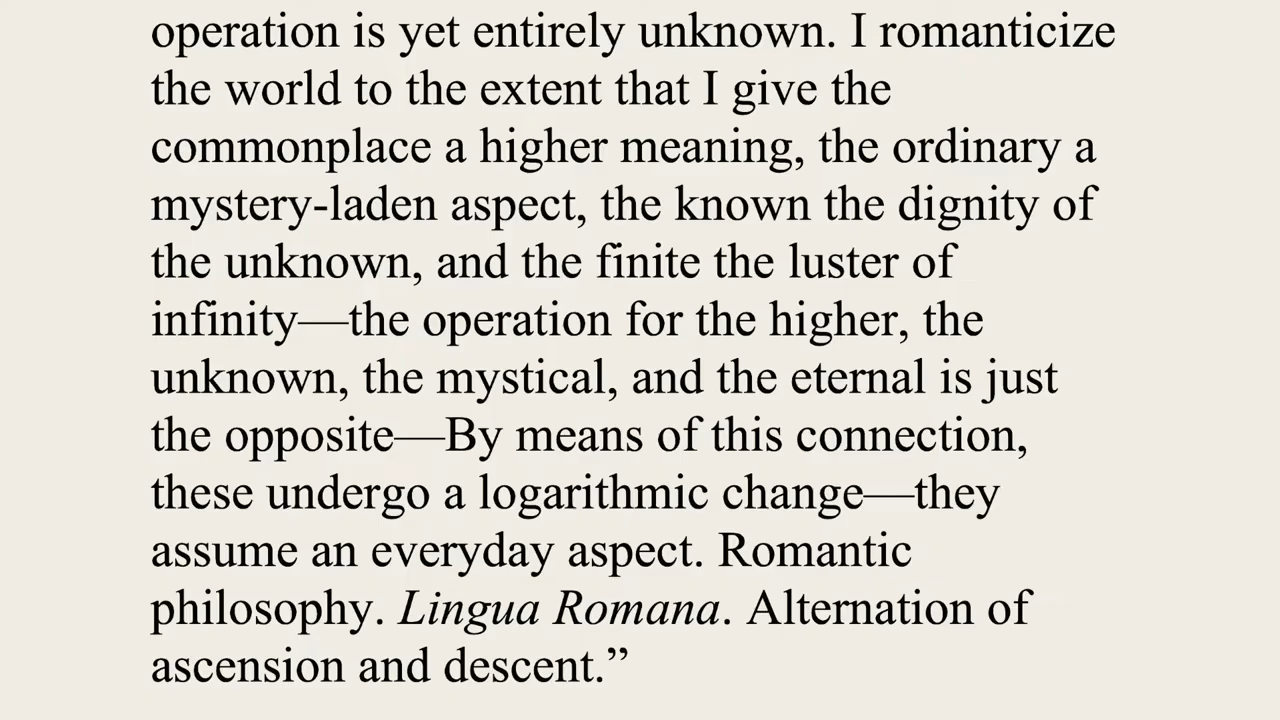 operation is yet entirely unknown. I romanticize
the world to the extent that I give the
commonplace a higher meaning, the ordinary a
mystery-laden aspect, the known the dignity of
the unknown, and the finite the luster of
infinity—the operation for the higher, the
unknown, the mystical, and the eternal is just
the opposite—By means of this connection,
these undergo a logarithmic change—they
assume an everyday aspect. Romantic
philosophy. Lingua Romana. Alternation of
ascension and descent.”